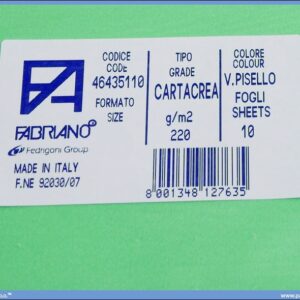 CODICE
CODE
46435110
FORMATO
SIZE
TIPO
GRADE
CARTACREA
g/m2
220
COLORE
COLOUR
V.PISELLO
FOGLI
SHEETS
10
FABRIANO
Fedrigoni Group
MADE IN ITALY
F.NE 92030/07
8 001348 127635